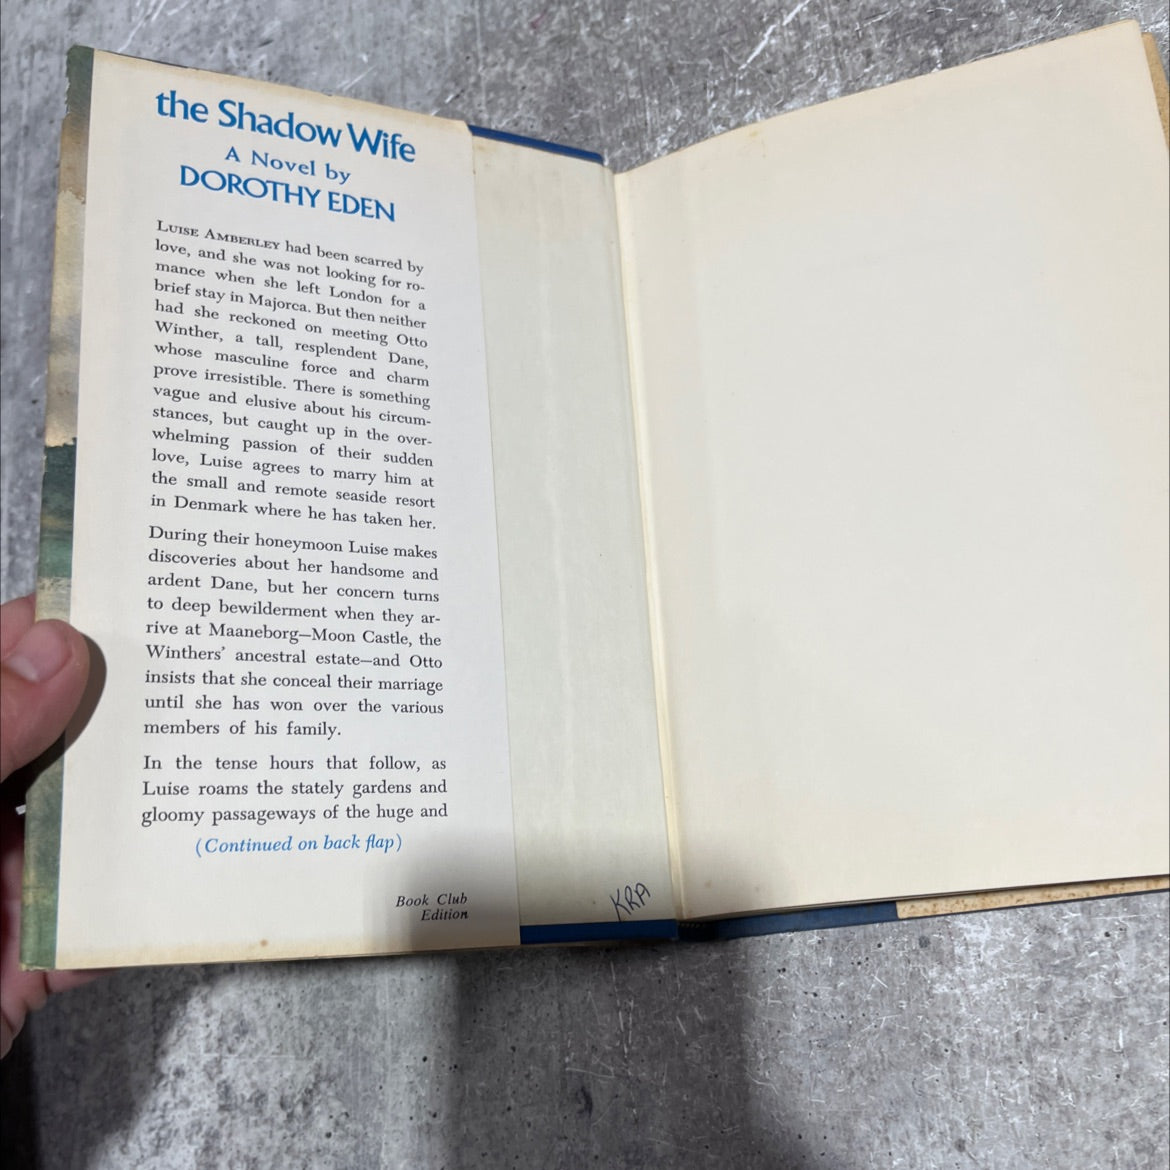 the Shadow Wife
A Novel by
DOROTHY EDEN
LUISE AMBERLEY had been scarred by
love, and she was not looking for ro-
mance when she left London for a
brief stay in Majorca. But then neither
had she reckoned on meeting Otto
Winther, a tall, resplendent Dane,
whose masculine force and charm
prove irresistible. There is something
vague and elusive about his circum-
stances, but caught up in the over-
whelming passion of their sudden
love, Luise agrees to marry him at
the small and remote seaside resort
in Denmark where he has taken her.
During their honeymoon Luise makes
discoveries about her handsome and
ardent Dane, but her concern turns
to deep bewilderment when they ar-
rive at Maaneborg—Moon Castle, the
Winthers' ancestral estate—and Otto
insists that she conceal their marriage
until she has won over the various
members of his family.
In the tense hours that follow, as
Luise roams the stately gardens and
gloomy passageways of the huge and
(Continued on back flap)
Book Club
Edition
KRA